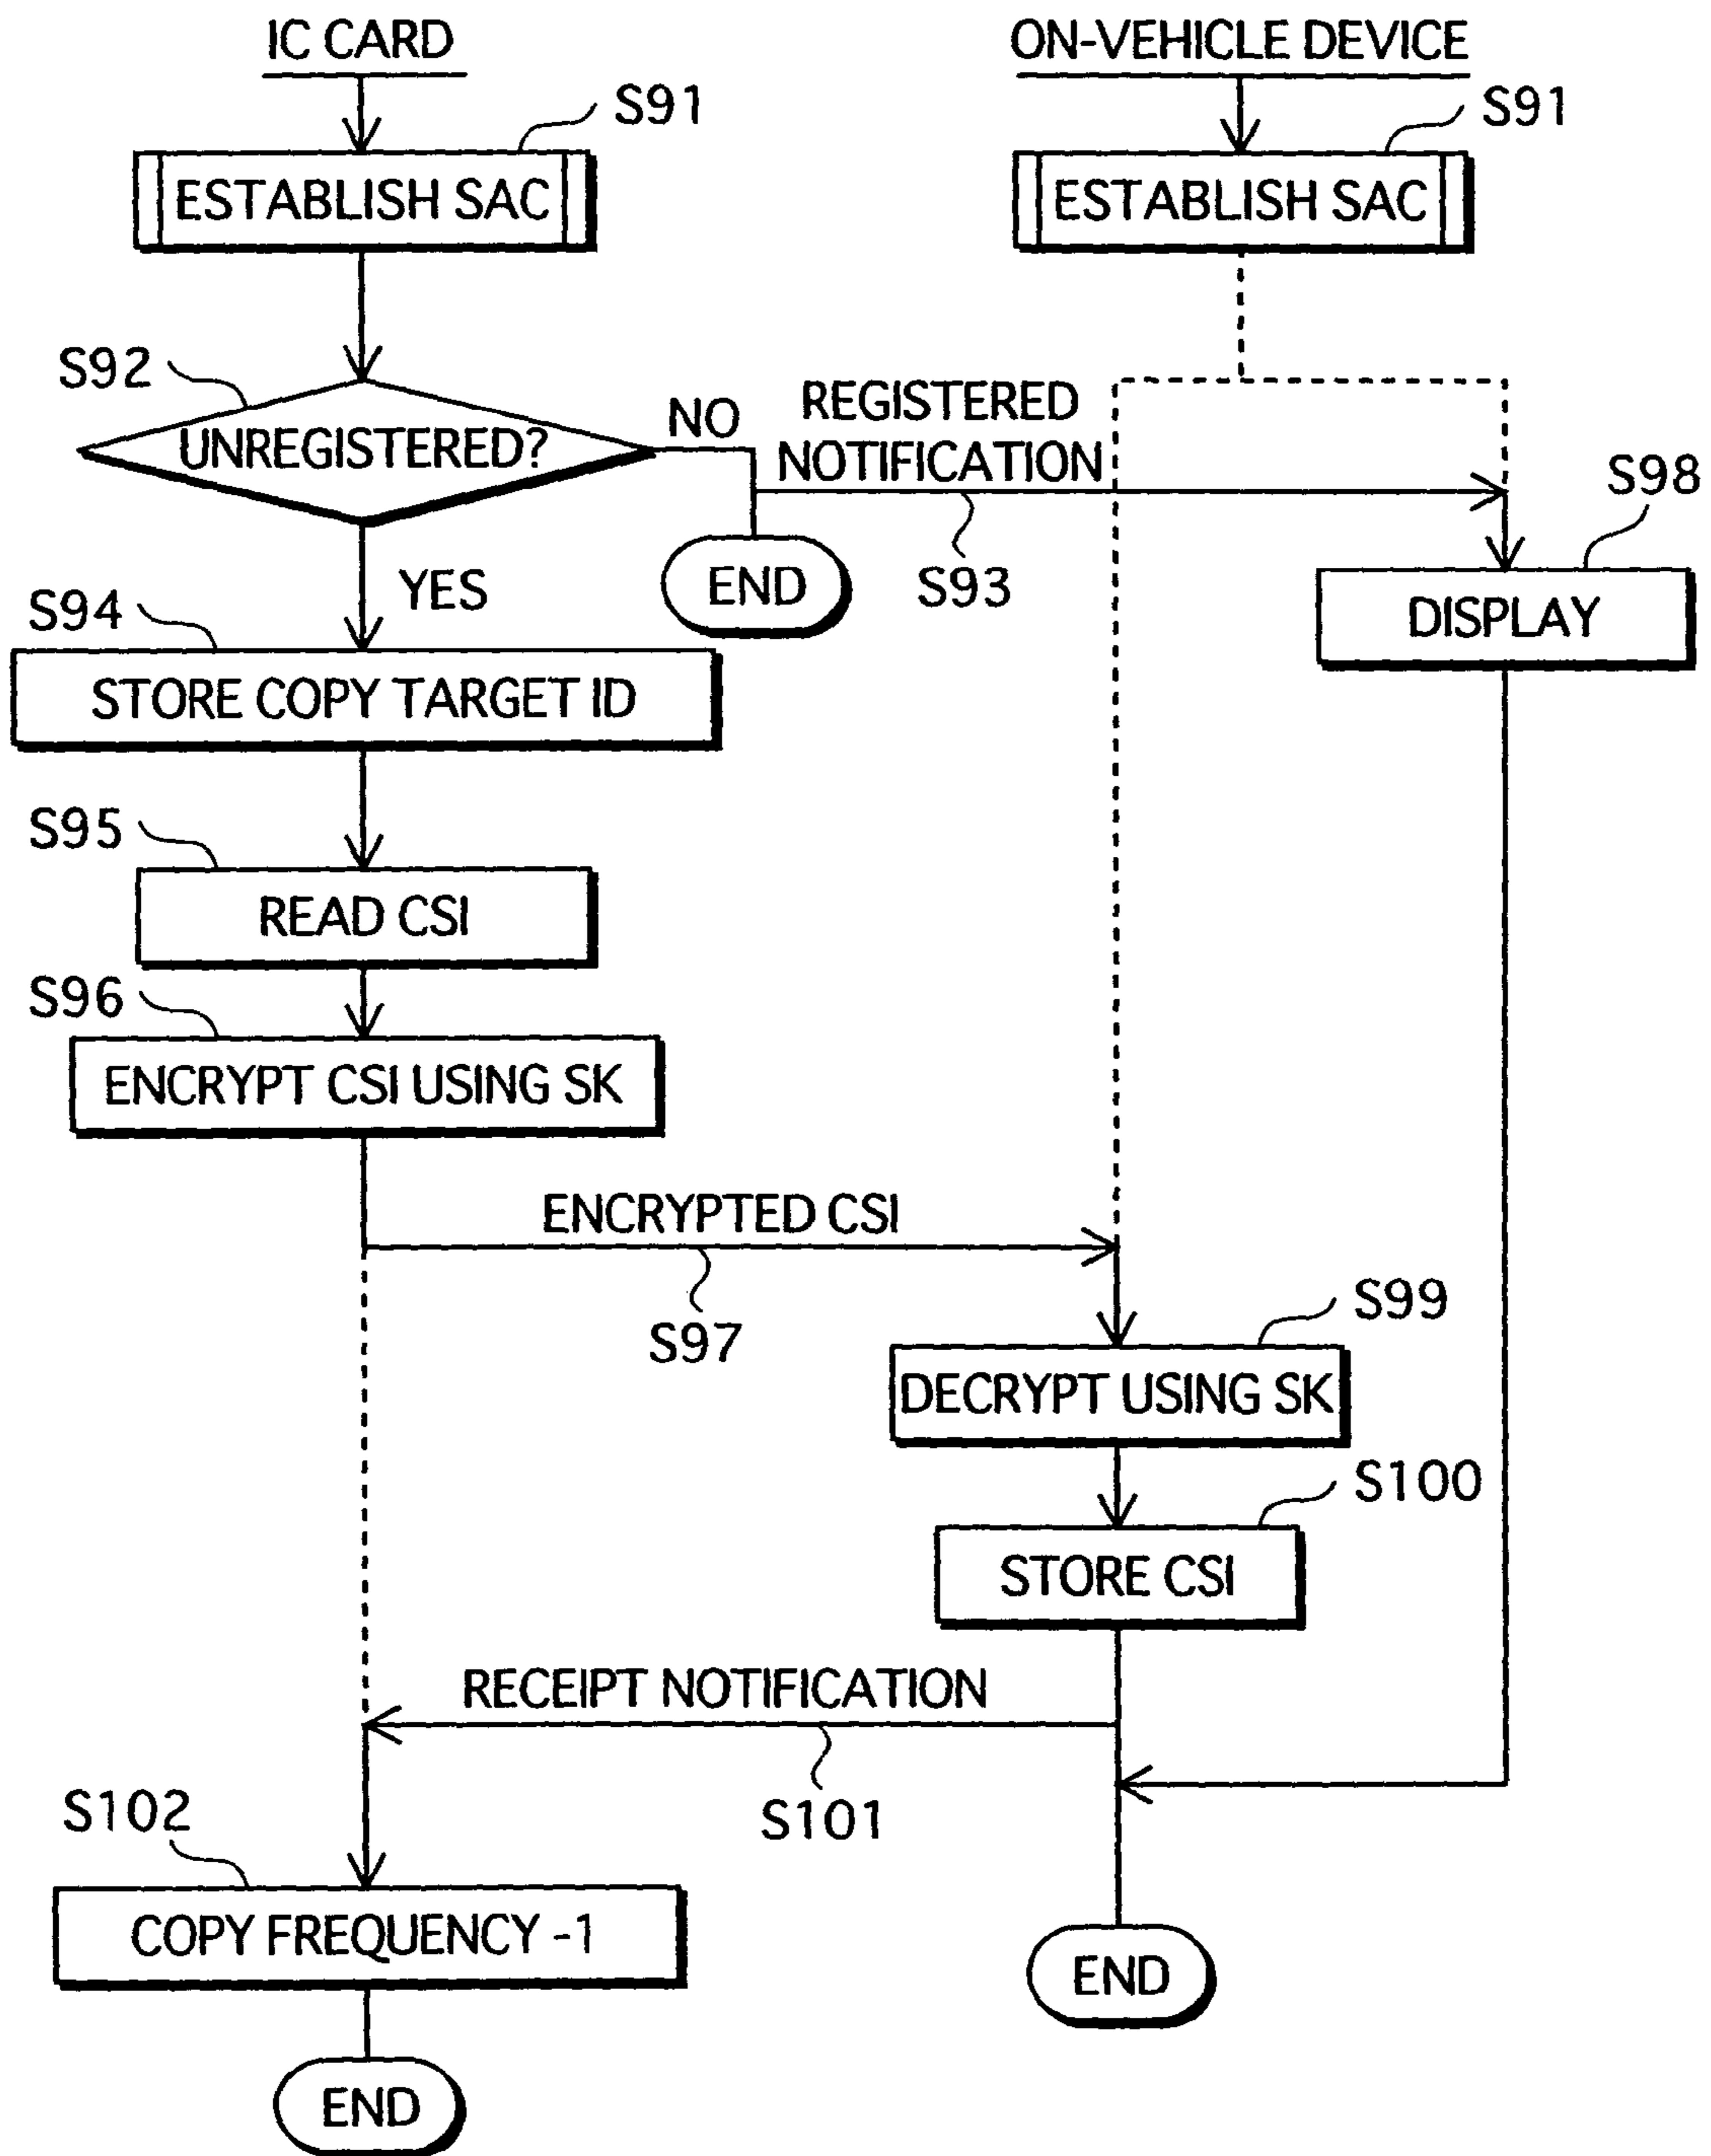 IC CARD
ON-VEHICLE DEVICE
S91
S91
ESTABLISH SAC
ESTABLISH SAC
S92
UNREGISTERED?
NO
REGISTERED
NOTIFICATION
S93
END
S98
DISPLAY
YES
S94
STORE COPY TARGET ID
S95
READ CSI
S96
ENCRYPT CSI USING SK
ENCRYPTED CSI
S97
S99
DECRYPT USING SK
S100
STORE CSI
RECEIPT NOTIFICATION
S101
S102
COPY FREQUENCY -1
END
END